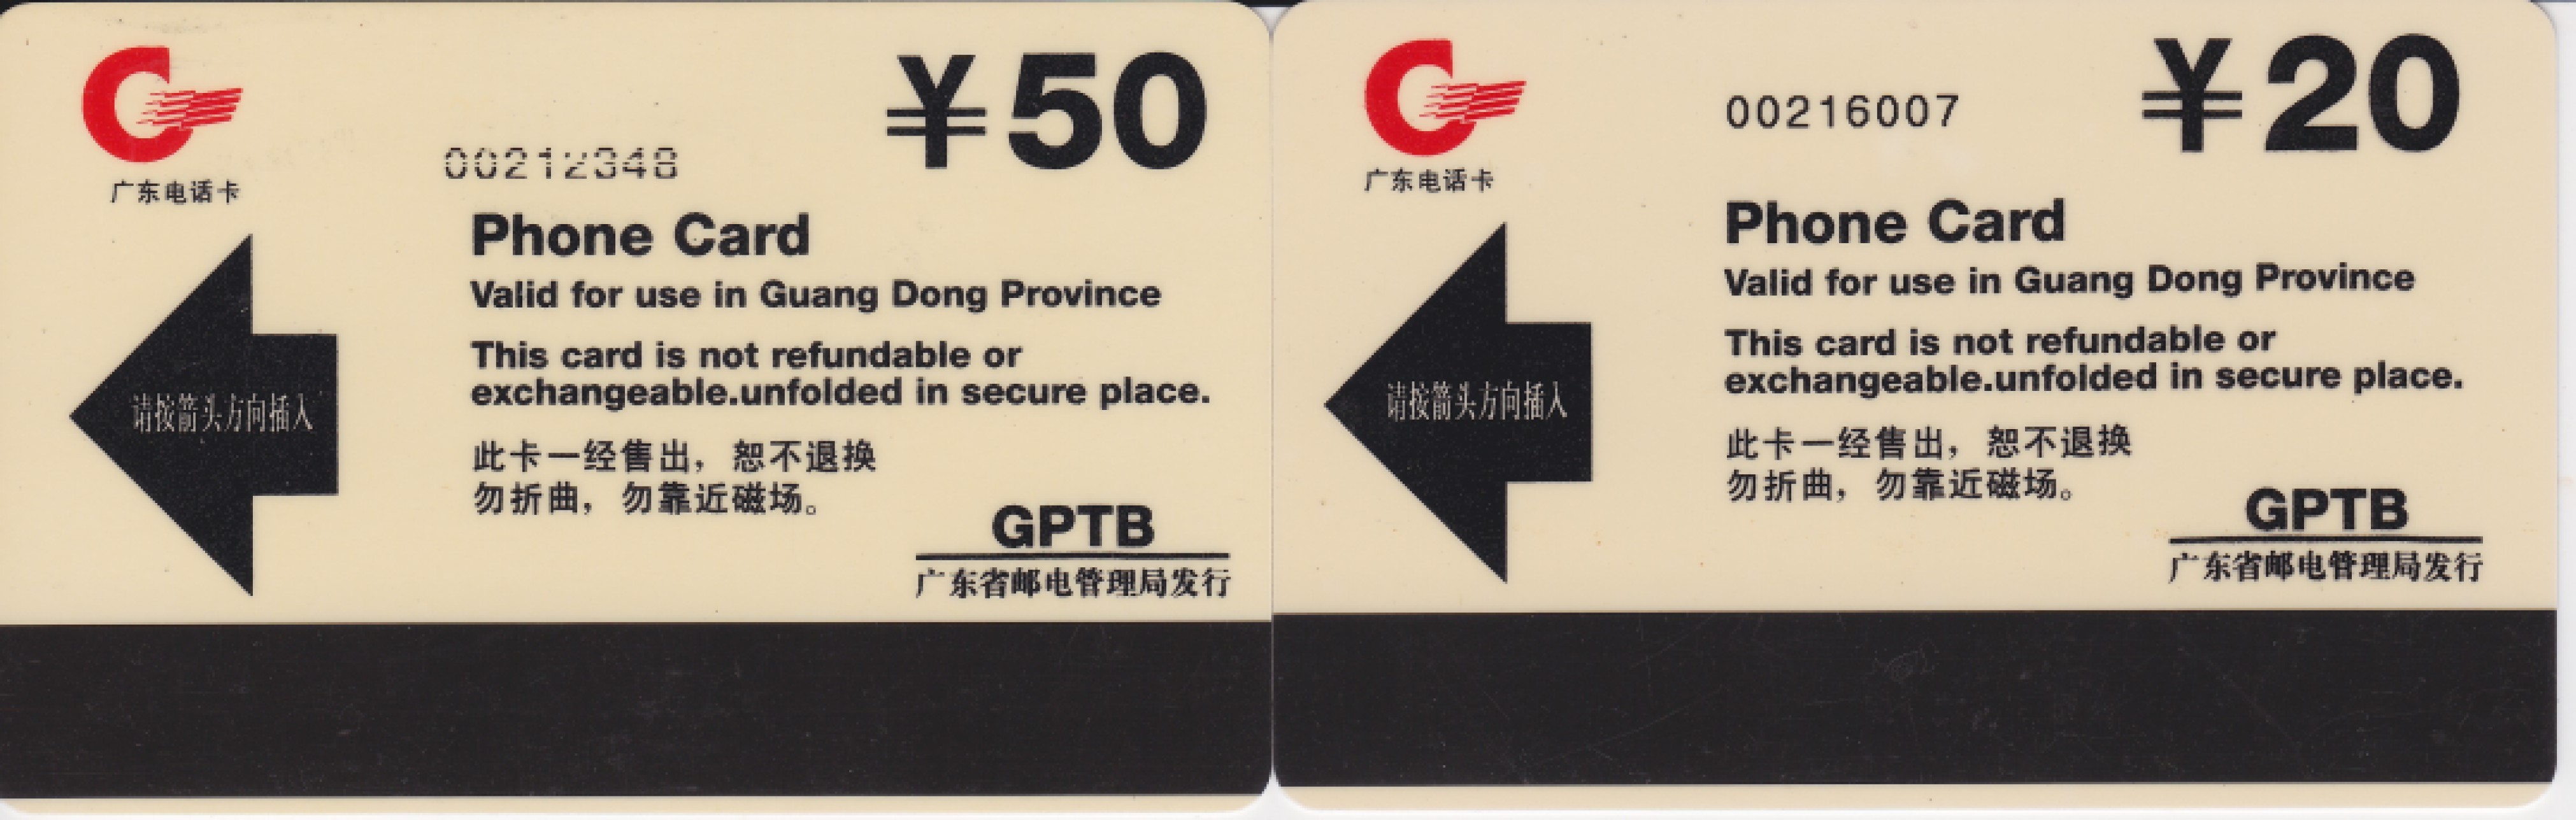 ¥50
00212348
广东电话卡
Phone Card
Valid for use in Guang Dong Province
This card is not refundable or
exchangeable.unfolded in secure place.
请按箭头方向插入
此卡一经售出，恕不退换
勿折曲，勿靠近磁场。
GPTB
广东省邮电管理局发行
¥20
00216007
广东电话卡
Phone Card
Valid for use in Guang Dong Province
This card is not refundable or
exchangeable.unfolded in secure place.
请按箭头方向插入
此卡一经售出，恕不退换
勿折曲，勿靠近磁场。
GPTB
广东省邮电管理局发行